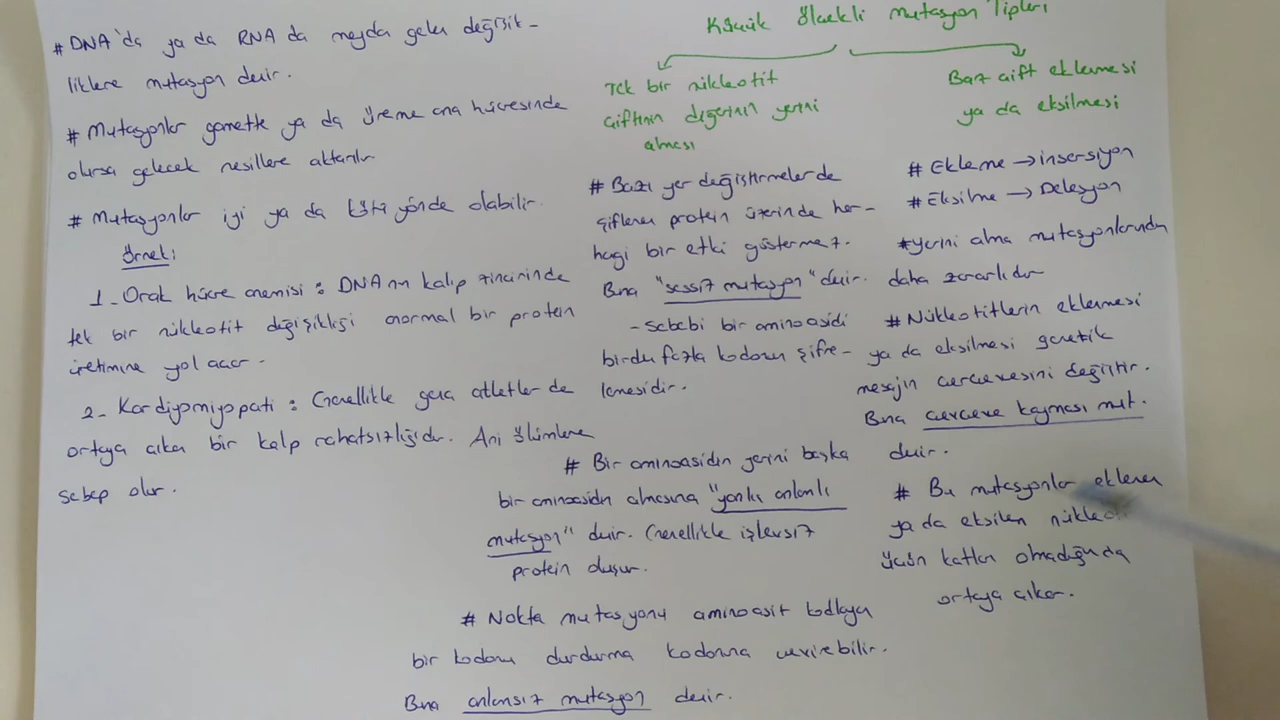 # DNA'da ya da RNA da meyda gelen değişik-
liklere mutasyon denir.
# Mutasyonlar gamette ya da üreme ana hücresinde
olursa gelecek nesillere aktarılır
# Mutasyonlar iyi ya da kötü yönde olabilir.
Örnek:
1- Orak hücre anemisi : DNA nın kalıp zincirinde
tek bir nükleotit değişikliği anormal bir protein
üretimine yol açar.
2- Kardiyomiyopati : Genellikle genç atletlerde
ortaya çıkan bir kalp rahatsızlığıdır. Ani ölümlere
sebep olur.
Küçük Ölçekli mutasyon Tipleri
Tek bir nükleotit
çiftinin diğerinin yerini
alması
# Bazı yer değiştirmelerde
çiftlenen protein üzerinde her-
hagi bir etki göstermez.
Buna "sessiz mutasyon" denir.
- Sebebi bir aminoasidi
birden fazla kodonun şifre-
lemesidir.
# Bir aminoasidin yerini başka
bir aminoasidin almasına "yanlış anlamlı
mutasyon" denir. Genellikle işlevsiz
protein oluşur.
# Nokta mutasyonu aminoasit kodlayan
bir kodonu durdurma kodonuna çevirebilir.
Buna anlamsız mutasyon denir.
Baz çift eklenmesi
ya da eksilmesi
# Ekleme → insersiyon
# Eksilme → Delesyon
# Yerini alma mutasyonlarından
daha zararlıdır
# Nükleotitlerin eklenmesi
ya da eksilmesi genetik
mesajın çerçevesini değiştirir.
Buna çerçeve kayması mut.
denir.
# Bu mutasyonlar eklenen
ya da eksilen
üçün katları olmadığında
ortaya çıkar.